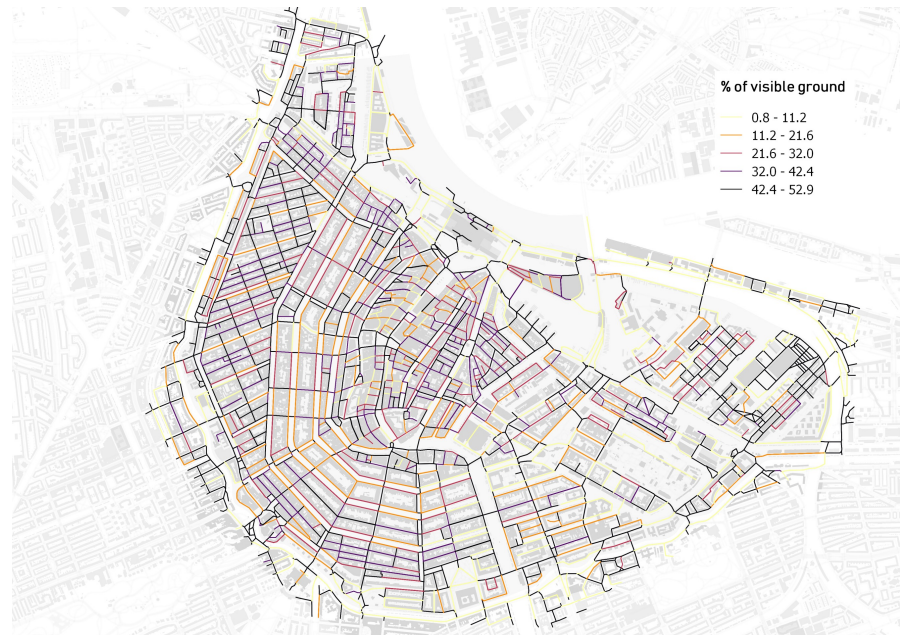 % of visible ground
0.8 - 11.2
11.2 - 21.6
21.6 - 32.0
32.0 - 42.4
42.4 - 52.9